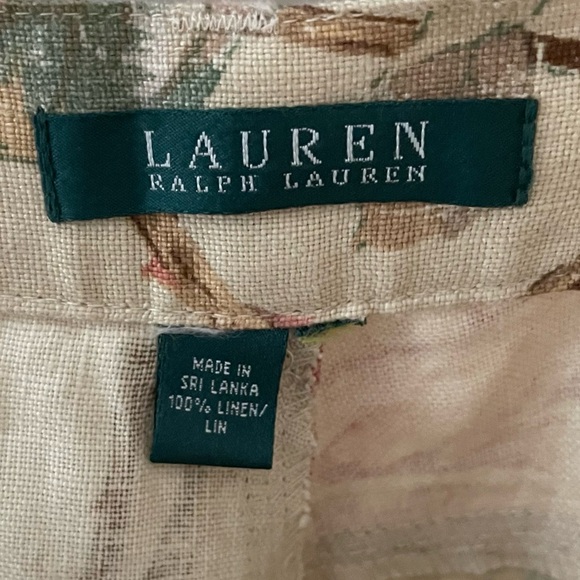 LAUREN
RALPH LAUREN
MADE IN
SRI LANKA
100% LINEN/
LIN